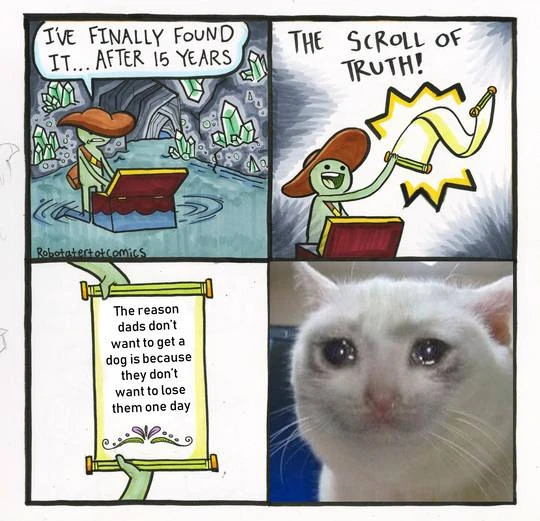 I'VE FINALLY FOUND
IT... AFTER 15 YEARS
THE SCROLL OF
TRUTH!
Robotatertotcomics
The reason
dads don't
want to get a
dog is because
they don't
want to lose
them one day